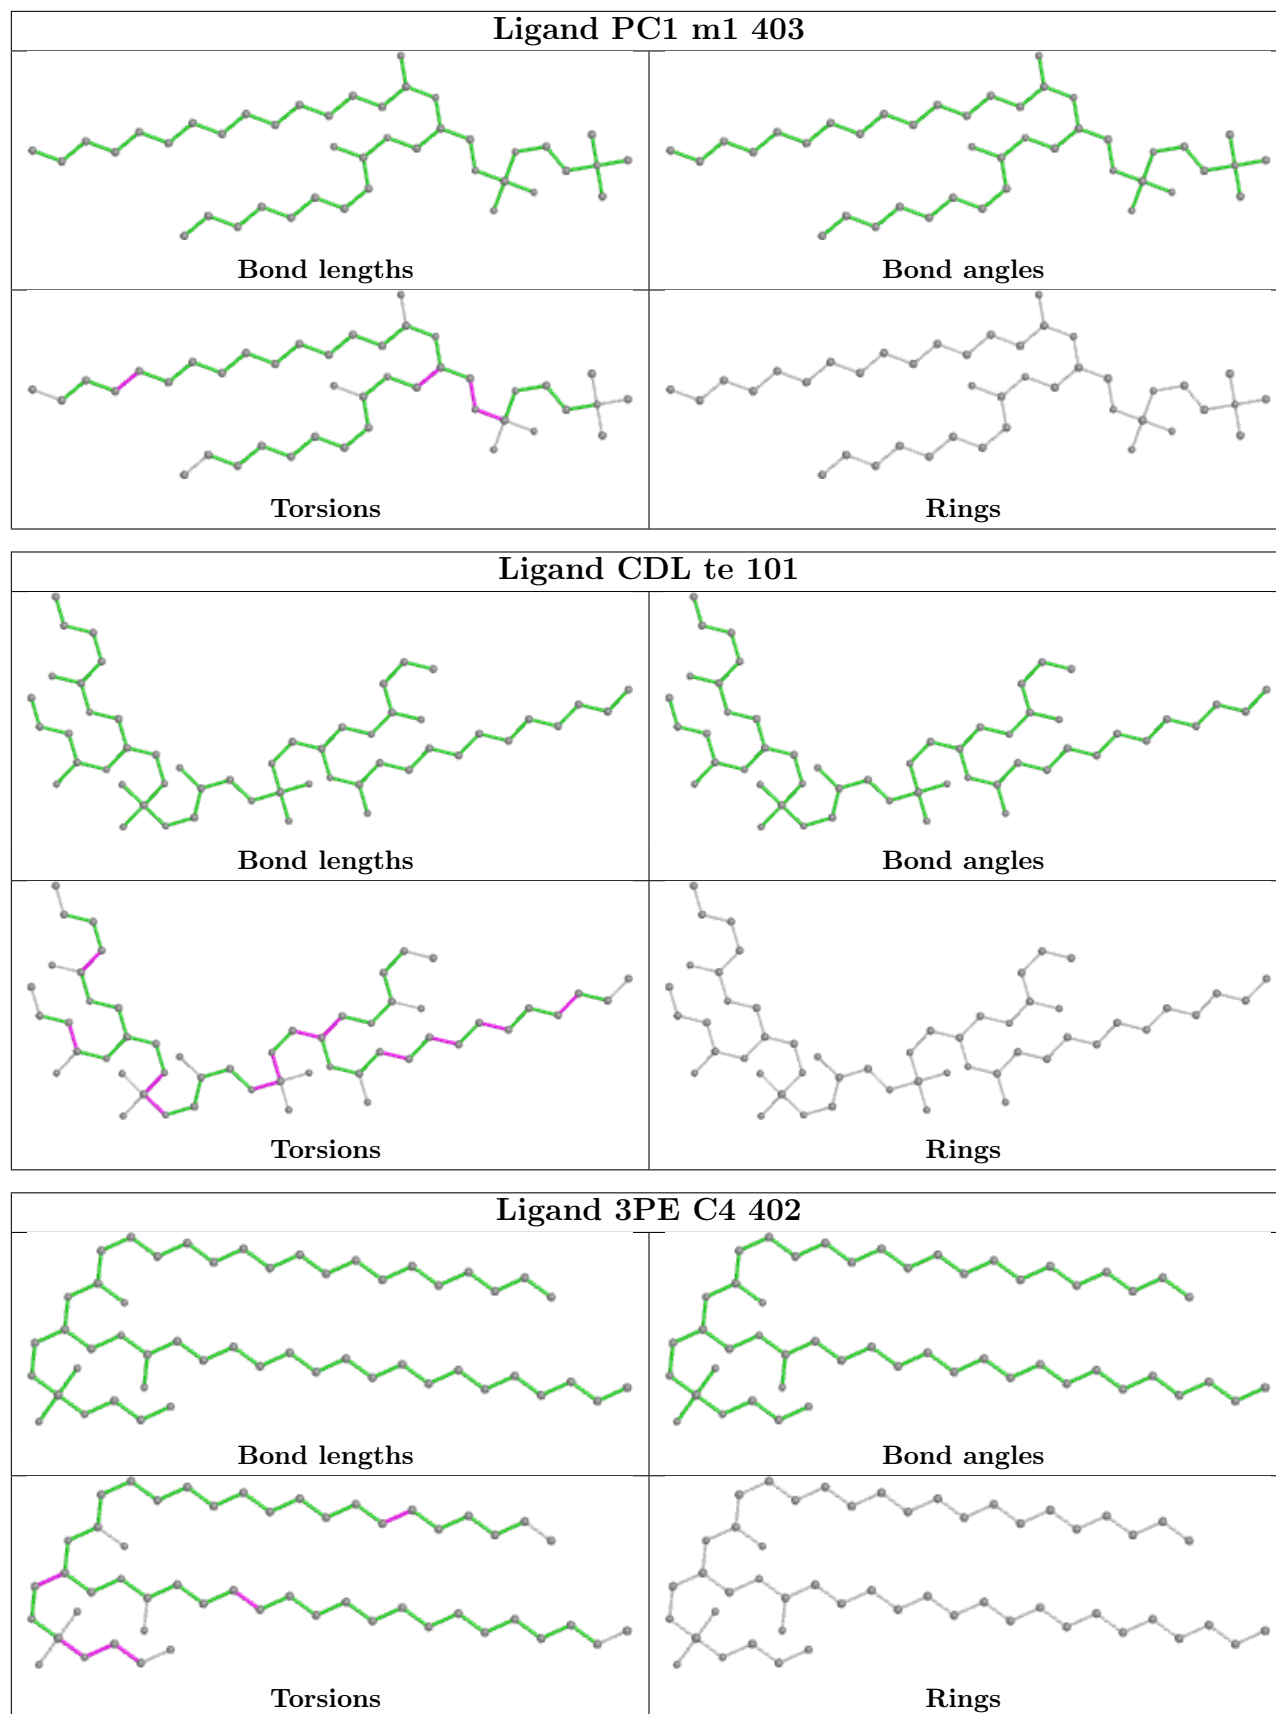 Ligand PC1 m1 403
Bond lengths
Bond angles
Torsions
Rings
Ligand CDL te 101
Bond lengths
Bond angles
Torsions
Rings
Ligand 3PE C4 402
Bond lengths
Bond angles
Torsions
Rings